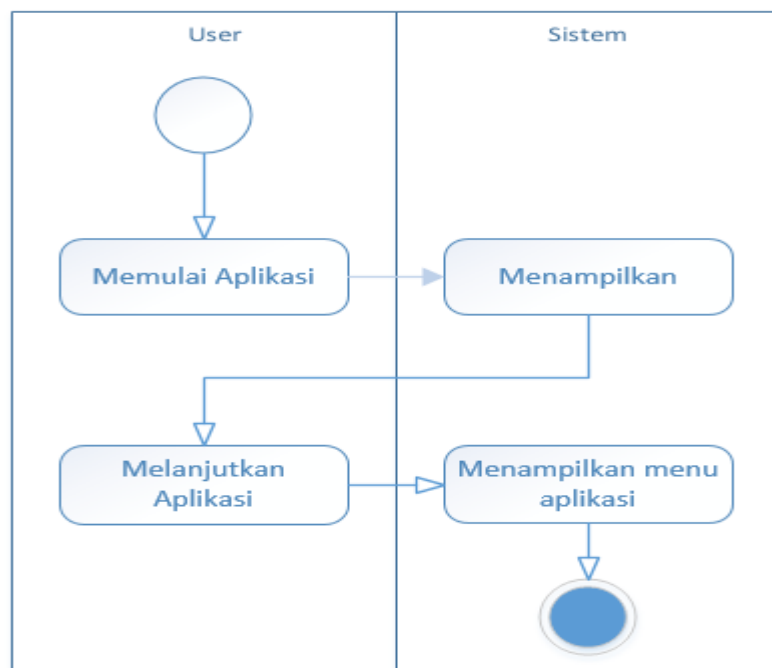 User
Sistem
Memulai Aplikasi
Menampilkan
Melanjutkan
Aplikasi
Menampilkan menu
aplikasi